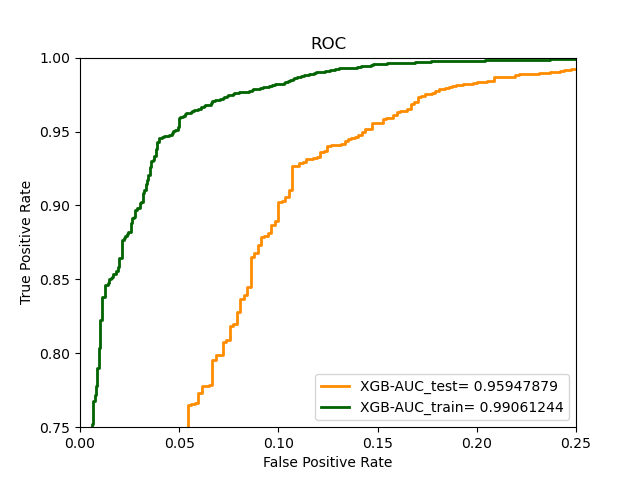 ROC
1.00
0.95
0.90
0.85
0.80
0.75
True Positive Rate
XGB-AUC_test= 0.95947879
XGB-AUC_train= 0.99061244
0.00 0.05 0.10 0.15 0.20 0.25
False Positive Rate